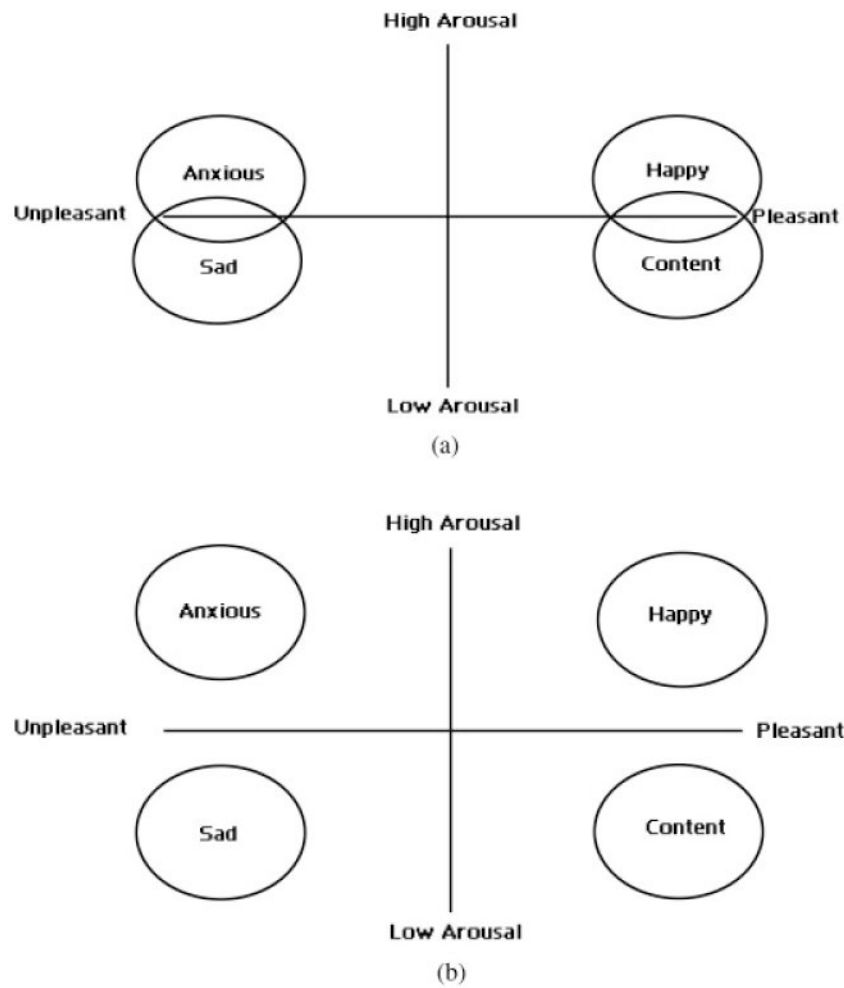 High Arousal
Anxious
Happy
Unpleasant
Pleasant
Sad
Content
Low Arousal
(a)
High Arousal
Anxious
Happy
Unpleasant
Pleasant
Sad
Content
Low Arousal
(b)